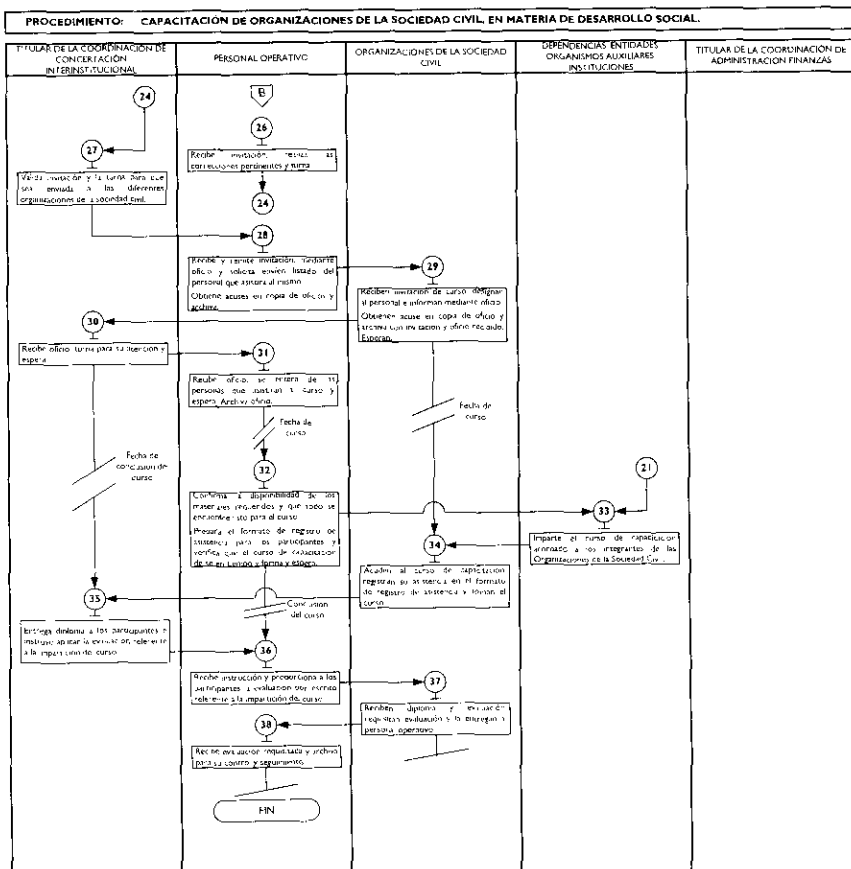 PROCEDIMIENTO: CAPACITACIÓN DE ORGANIZACIONES DE LA SOCIEDAD CIVIL, EN MATERIA DE DESARROLLO SOCIAL.
TITULAR DE LA COORDINACIÓN DE
CONCERTACIÓN
INTERINSTITUCIONAL
PERSONAL OPERATIVO
ORGANIZACIONES DE LA SOCIEDAD
CIVIL
DEPENDENCIAS ENTIDADES
ORGANISMOS AUXILIARES
INSTITUCIONES
TITULAR DE LA COORDINACIÓN DE
ADMINISTRACIÓN FINANZAS
24
B
26
Recibe invitación, realiza las
correcciones pertinentes y turna
24
27
Valida invitación y la turna para que
sea enviada a las diferentes
organizaciones de la sociedad civil.
28
Recibe y remite invitación, mediante
oficio y solicita envíen listado del
personal que asistirá al mismo
Obtiene acuses en copia de oficio y
archiva.
29
Reciben invitación de curso, designan
al personal e informan mediante oficio
Obtienen acuse en copia de oficio y
archiva con invitación y oficio recibido.
Esperan.
30
Recibe oficio, turna para su atención y
espera
31
Recibe oficio, se entera de las
personas que asistirán al curso y
espera. Archiva oficio.
Fecha de
curso
Fecha de
curso
Fecha de
conclusión de
curso
32
Confirma la disponibilidad de los
materiales requeridos y que todo se
encuentre listo para el curso
Prepara el formato de registro de
asistencia para los participantes y
verifica que el curso de capacitación
se dé en tiempo y forma y espera.
21
33
Imparte el curso de capacitación
acordado a los integrantes de las
Organizaciones de la Sociedad Civil.
34
Acuden al curso de capacitación
registran su asistencia en el formato
de registro de asistencia y toman el
curso
35
Entrega diploma a los participantes e
instruye aplicar la evaluación referente
a la impartición del curso
Conclusión
del curso
36
Recibe instrucción y proporciona a los
participantes la evaluación por escrito
referente a la impartición del curso
37
Reciben diploma y evaluación
requisitan evaluación y la entregan a
personal operativo
38
Recibe evaluación requisitada y archiva
para su control y seguimiento.
FIN